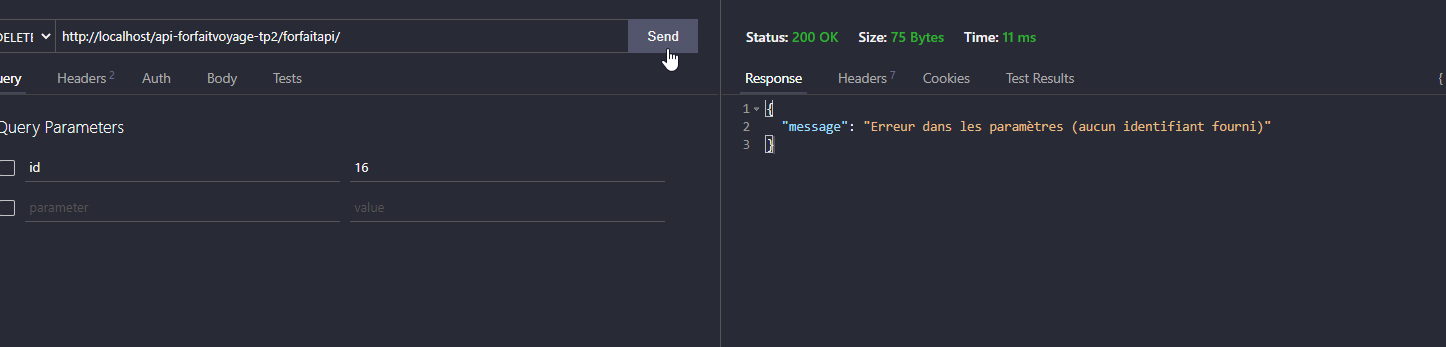 DELETE http://localhost/api-forfaitvoyage-tp2/forfaitapi/ Send
Query Headers 2 Auth Body Tests
Query Parameters
id 16
parameter value
Status: 200 OK Size: 75 Bytes Time: 11 ms
Response Headers 7 Cookies Test Results {
1 {
2 "message": "Erreur dans les paramètres (aucun identifiant fourni)"
3 }